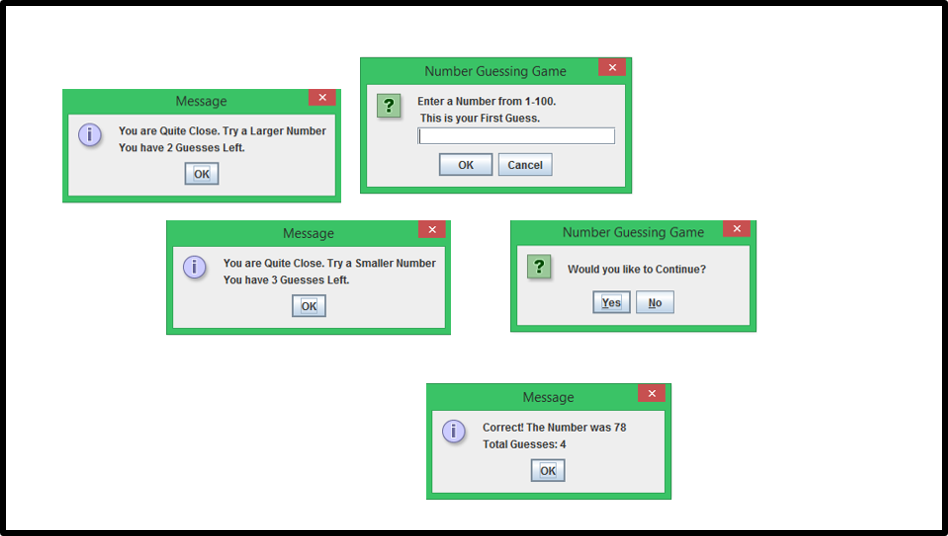 Number Guessing Game
Enter a Number from 1-100.
This is your First Guess.
OK Cancel
Message
You are Quite Close. Try a Larger Number
You have 2 Guesses Left.
OK
Message
You are Quite Close. Try a Smaller Number
You have 3 Guesses Left.
OK
Number Guessing Game
Would you like to Continue?
Yes No
Message
Correct! The Number was 78
Total Guesses: 4
OK